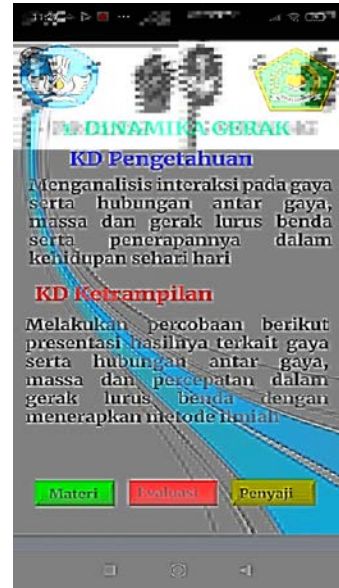 DINAMIKA GERAK
KD Pengetahuan
Menganalisis interaksi pada gaya
serta hubungan antar gaya,
massa dan gerak lurus benda
serta penerapannya dalam
kehidupan sehari hari
KD Ketrampilan
Melakukan percobaan berikut
presentasi hasilnya terkait gaya
serta hubungan antar gaya,
massa dan percepatan dalam
gerak lurus benda dengan
menerapkan metode ilmiah
Materi
Evaluasi
Penyaji